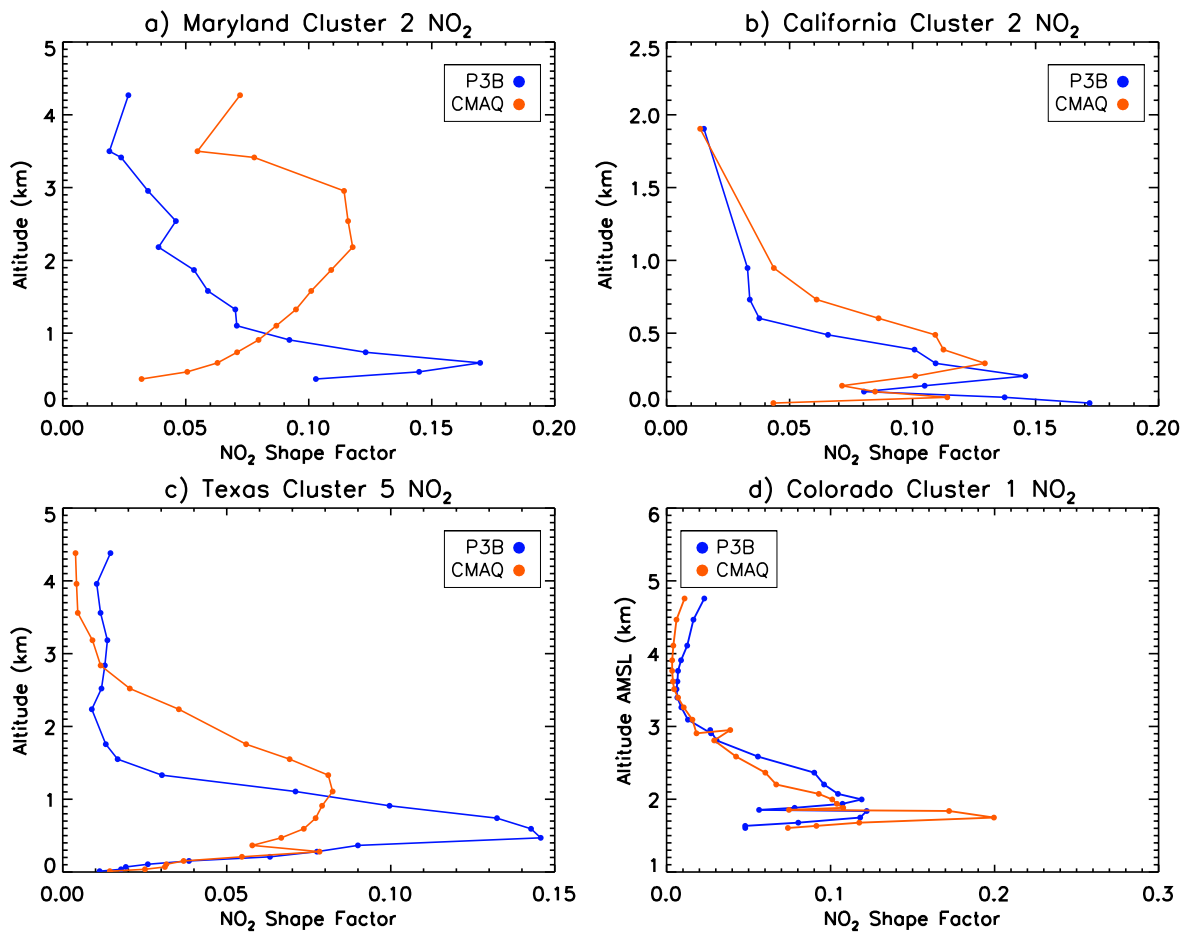 a) Maryland Cluster 2 NO₂
5
4
3
2
1
0
Altitude (km)
P3B
CMAQ
0.00 0.05 0.10 0.15 0.20
NO₂ Shape Factor
b) California Cluster 2 NO₂
2.5
2.0
1.5
1.0
0.5
0.0
Altitude (km)
P3B
CMAQ
0.00 0.05 0.10 0.15 0.20
NO₂ Shape Factor
c) Texas Cluster 5 NO₂
5
4
3
2
1
0
Altitude (km)
P3B
CMAQ
0.00 0.05 0.10 0.15
NO₂ Shape Factor
d) Colorado Cluster 1 NO₂
6
5
4
3
2
1
Altitude AMSL (km)
P3B
CMAQ
0.0 0.1 0.2 0.3
NO₂ Shape Factor